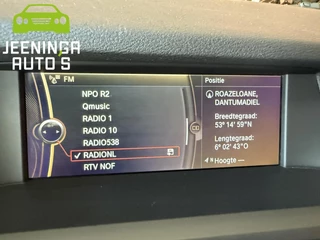 JEENINGA
AUTO'S
FM
NPO R2
Qmusic
RADIO 1
RADIO 10
RADIO538
RADIONL
RTV NOF
Positie
ROAZELOANE,
DANTUMADIEL
Breedtegraad:
53° 14' 59"N
Lengtegraad:
6° 02' 43"O
Hoogte ---